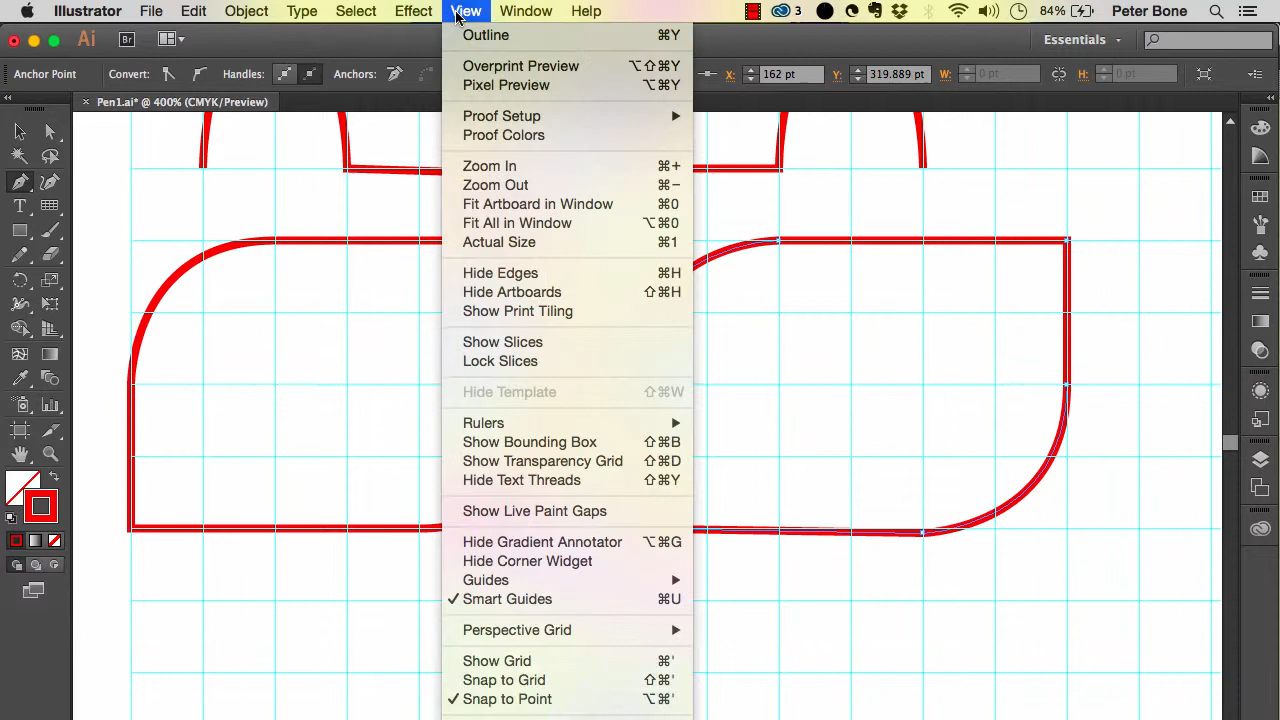 Illustrator File Edit Object Type Select Effect View Window Help 3 84% Peter Bone
Ai Br Essentials
Anchor Point Convert: Handles: Anchors: X: 162 pt Y: 319.889 pt W: 0 pt H: 0 pt
× Pen1.ai* @ 400% (CMYK/Preview)
Outline ⌘Y
Overprint Preview ⌥⇧⌘Y
Pixel Preview ⌥⌘Y
Proof Setup
Proof Colors
Zoom In ⌘+
Zoom Out ⌘−
Fit Artboard in Window ⌘0
Fit All in Window ⌥⌘0
Actual Size ⌘1
Hide Edges ⌘H
Hide Artboards ⇧⌘H
Show Print Tiling
Show Slices
Lock Slices
Hide Template ⇧⌘W
Rulers
Show Bounding Box ⇧⌘B
Show Transparency Grid ⇧⌘D
Hide Text Threads ⇧⌘Y
Show Live Paint Gaps
Hide Gradient Annotator ⌥⌘G
Hide Corner Widget
Guides
✓ Smart Guides ⌘U
Perspective Grid
Show Grid ⌘'
Snap to Grid ⇧⌘'
✓ Snap to Point ⌥⌘'